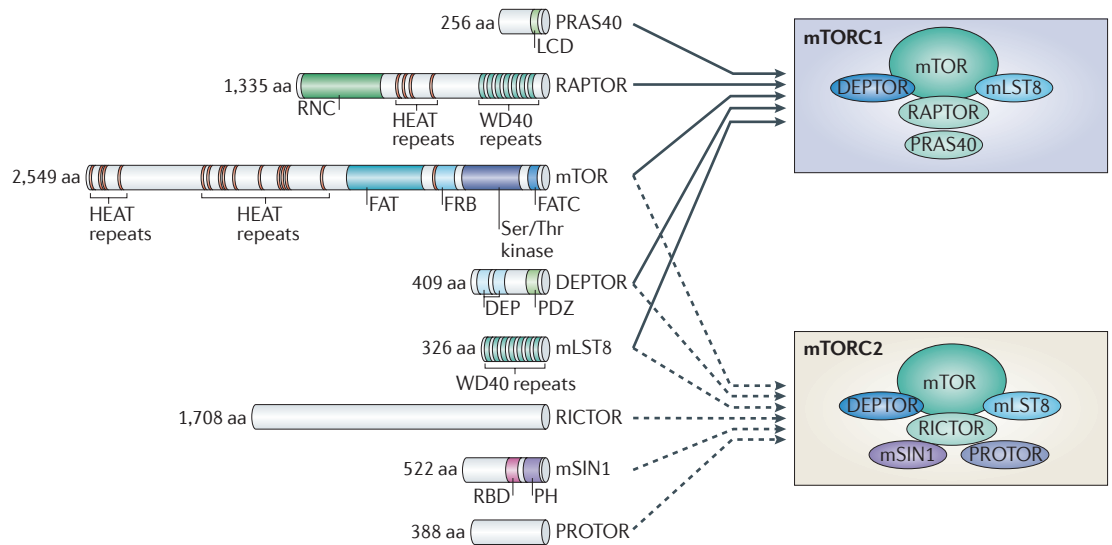 256 aa PRAS40
LCD
1,335 aa RAPTOR
RNC
HEAT
repeats
WD40
repeats
2,549 aa mTOR
HEAT
repeats
HEAT
repeats
FAT
FRB
FATC
Ser/Thr
kinase
409 aa DEPTOR
DEP
PDZ
326 aa mLST8
WD40 repeats
1,708 aa RICTOR
522 aa mSIN1
RBD
PH
388 aa PROTOR
mTORC1
mTOR
DEPTOR
mLST8
RAPTOR
PRAS40
mTORC2
mTOR
DEPTOR
mLST8
RICTOR
mSIN1
PROTOR